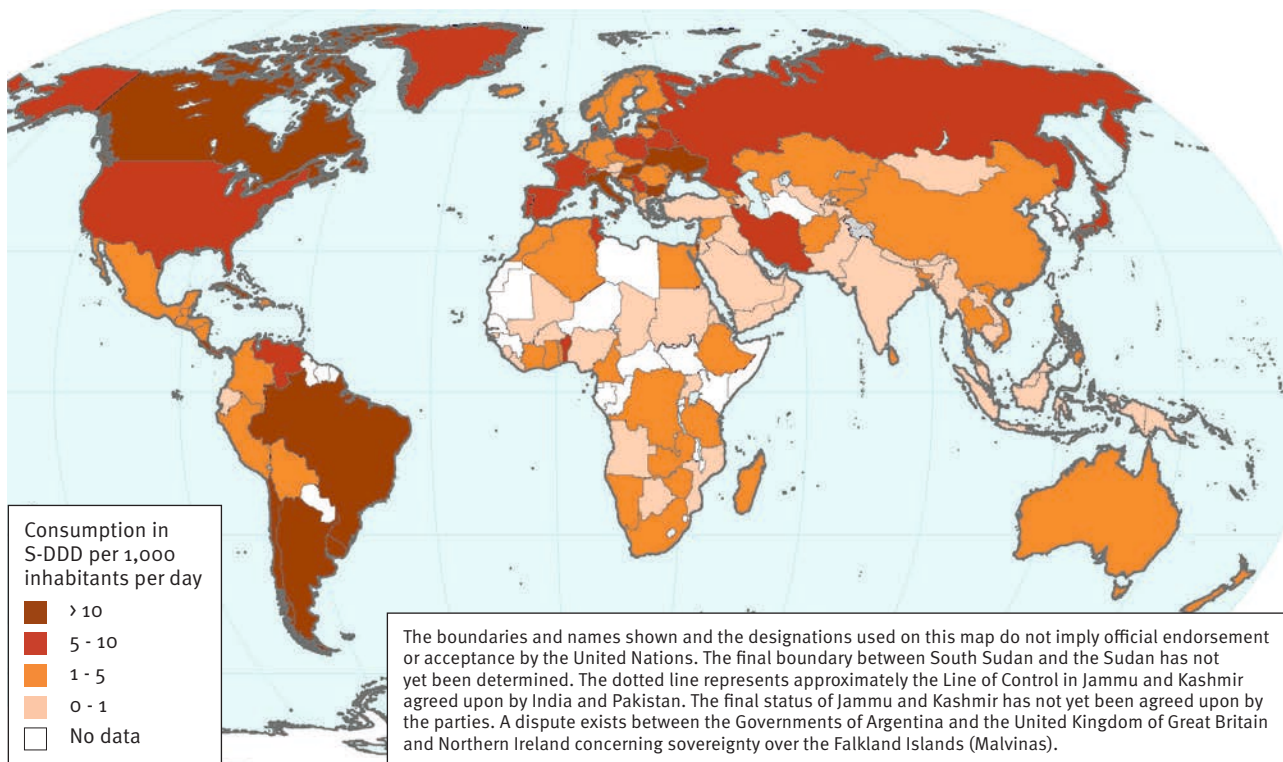 Consumption in
S-DDD per 1,000
inhabitants per day
> 10
5 - 10
1 - 5
0 - 1
No data
The boundaries and names shown and the designations used on this map do not imply official endorsement
or acceptance by the United Nations. The final boundary between South Sudan and the Sudan has not
yet been determined. The dotted line represents approximately the Line of Control in Jammu and Kashmir
agreed upon by India and Pakistan. The final status of Jammu and Kashmir has not yet been agreed upon by
the parties. A dispute exists between the Governments of Argentina and the United Kingdom of Great Britain
and Northern Ireland concerning sovereignty over the Falkland Islands (Malvinas).